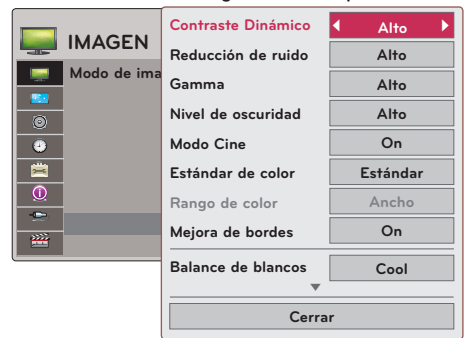 IMAGEN
Modo de ima
Contraste Dinámico Alto
Reducción de ruido Alto
Gamma Alto
Nivel de oscuridad Alto
Modo Cine On
Estándar de color Estándar
Rango de color Ancho
Mejora de bordes On
Balance de blancos Cool
Cerrar